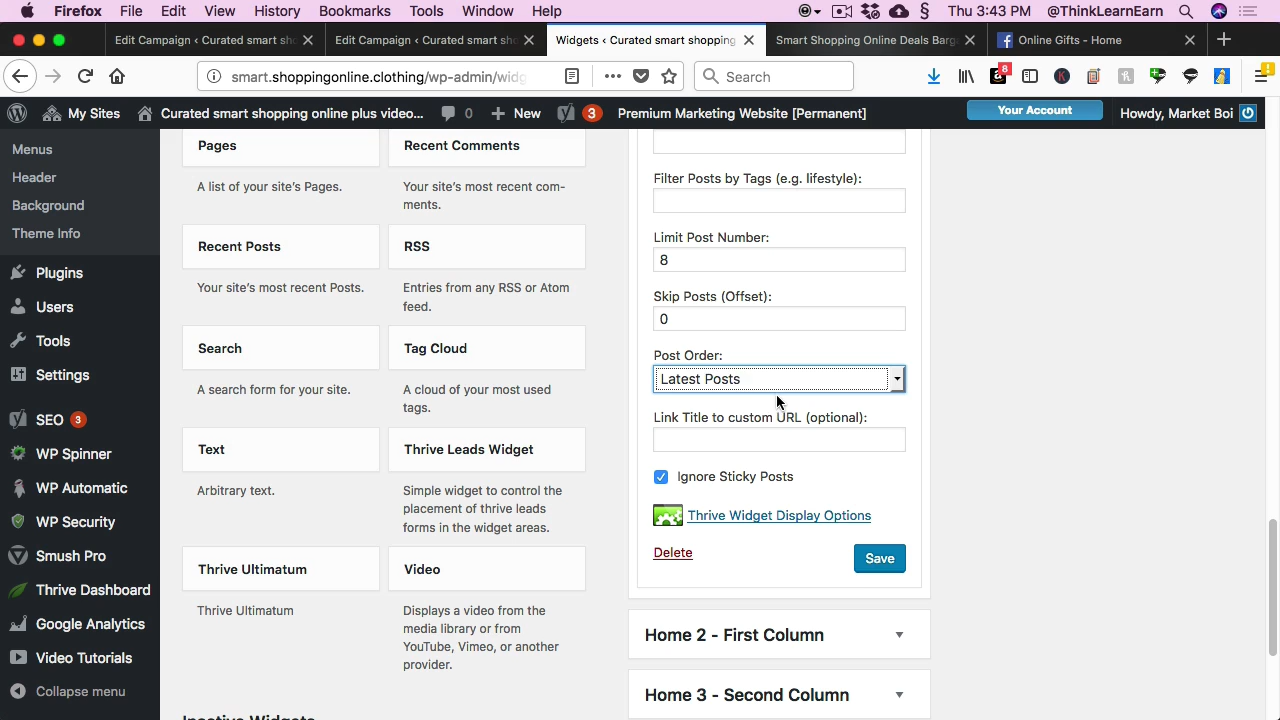 Firefox File Edit View History Bookmarks Tools Window Help Thu 3:43 PM @ThinkLearnEarn
Edit Campaign ‹ Curated smart sh Edit Campaign ‹ Curated smart sh Widgets ‹ Curated smart shopping Smart Shopping Online Deals Barg Online Gifts - Home
smart.shoppingonline.clothing/wp-admin/widg Search 8
My Sites Curated smart shopping online plus video... 0 New 3 Premium Marketing Website [Permanent] Your Account Howdy, Market Boi
Menus
Header
Background
Theme Info
Plugins
Users
Tools
Settings
SEO 3
WP Spinner
WP Automatic
WP Security
Smush Pro
Thrive Dashboard
Google Analytics
Video Tutorials
Collapse menu
Pages
A list of your site's Pages.
Recent Comments
Your site's most recent com-
ments.
Recent Posts
Your site's most recent Posts.
RSS
Entries from any RSS or Atom
feed.
Search
A search form for your site.
Tag Cloud
A cloud of your most used
tags.
Text
Arbitrary text.
Thrive Leads Widget
Simple widget to control the
placement of thrive leads
forms in the widget areas.
Thrive Ultimatum
Thrive Ultimatum
Video
Displays a video from the
media library or from
YouTube, Vimeo, or another
provider.
Inactive Widgets
Filter Posts by Tags (e.g. lifestyle):
Limit Post Number:
8
Skip Posts (Offset):
0
Post Order:
Latest Posts
Link Title to custom URL (optional):
Ignore Sticky Posts
Thrive Widget Display Options
Delete Save
Home 2 - First Column
Home 3 - Second Column